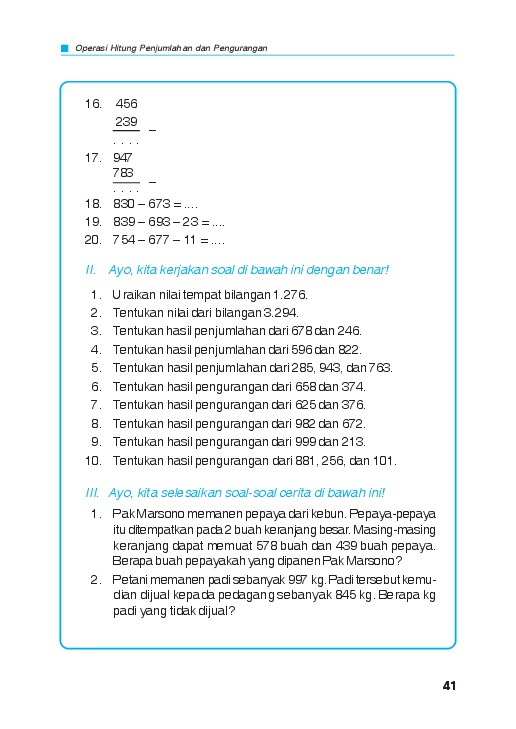 Operasi Hitung Penjumlahan dan Pengurangan
16. 456
239
–
. . . .
17. 947
783
–
. . . .
18. 830 – 673 = ....
19. 839 – 693 – 23 = ....
20. 754 – 677 – 11 = ....
II. Ayo, kita kerjakan soal di bawah ini dengan benar!
1. Uraikan nilai tempat bilangan 1.276.
2. Tentukan nilai dari bilangan 3.294.
3. Tentukan hasil penjumlahan dari 678 dan 246.
4. Tentukan hasil penjumlahan dari 596 dan 822.
5. Tentukan hasil penjumlahan dari 285, 943, dan 763.
6. Tentukan hasil pengurangan dari 658 dan 374.
7. Tentukan hasil pengurangan dari 625 dan 376.
8. Tentukan hasil pengurangan dari 982 dan 672.
9. Tentukan hasil pengurangan dari 999 dan 213.
10. Tentukan hasil pengurangan dari 881, 256, dan 101.
III. Ayo, kita selesaikan soal-soal cerita di bawah ini!
1. Pak Marsono memanen pepaya dari kebun. Pepaya-pepaya
itu ditempatkan pada 2 buah keranjang besar. Masing-masing
keranjang dapat memuat 578 buah dan 439 buah pepaya.
Berapa buah pepayakah yang dipanen Pak Marsono?
2. Petani memanen padi sebanyak 997 kg. Padi tersebut kemu-
dian dijual kepada pedagang sebanyak 845 kg. Berapa kg
padi yang tidak dijual?
41